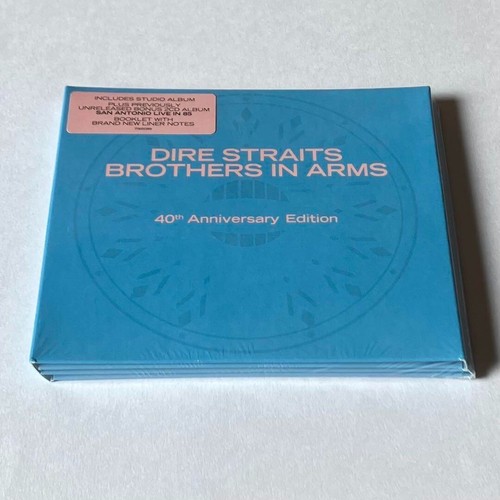 INCLUDES STUDIO ALBUM
PLUS PREVIOUSLY
UNRELEASED BONUS 2CD ALBUM
SAN ANTONIO LIVE IN 85
BOOKLET WITH
BRAND NEW LINER NOTES
DIRE STRAITS
BROTHERS IN ARMS
40th Anniversary Edition